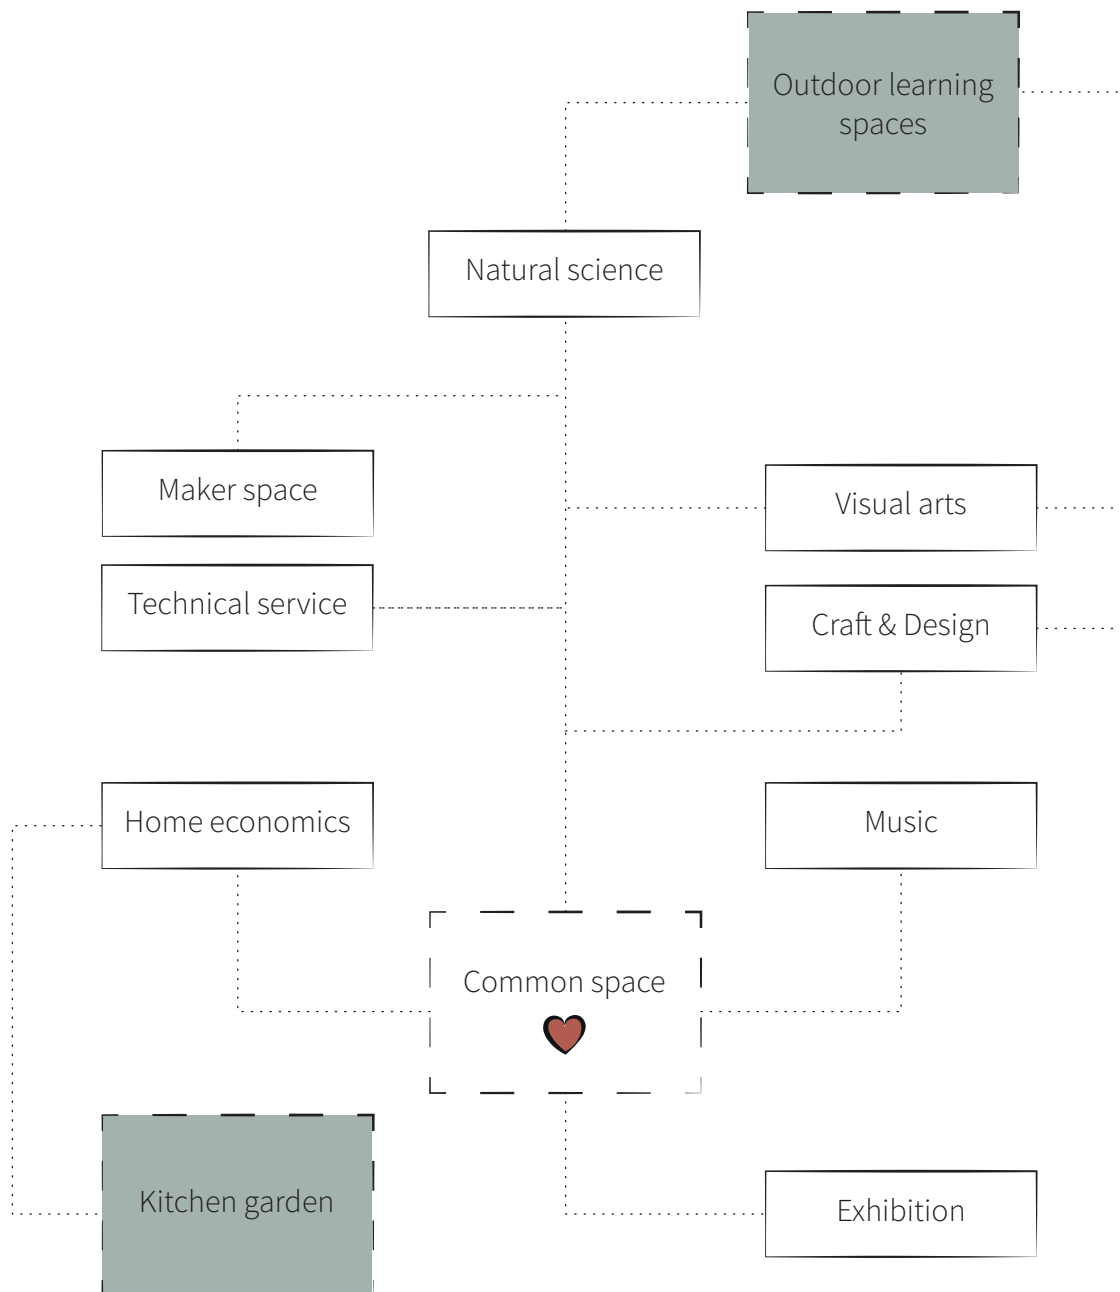 Outdoor learning
spaces
Natural science
Maker space
Visual arts
Technical service
Craft & Design
Home economics
Music
Common space
Kitchen garden
Exhibition